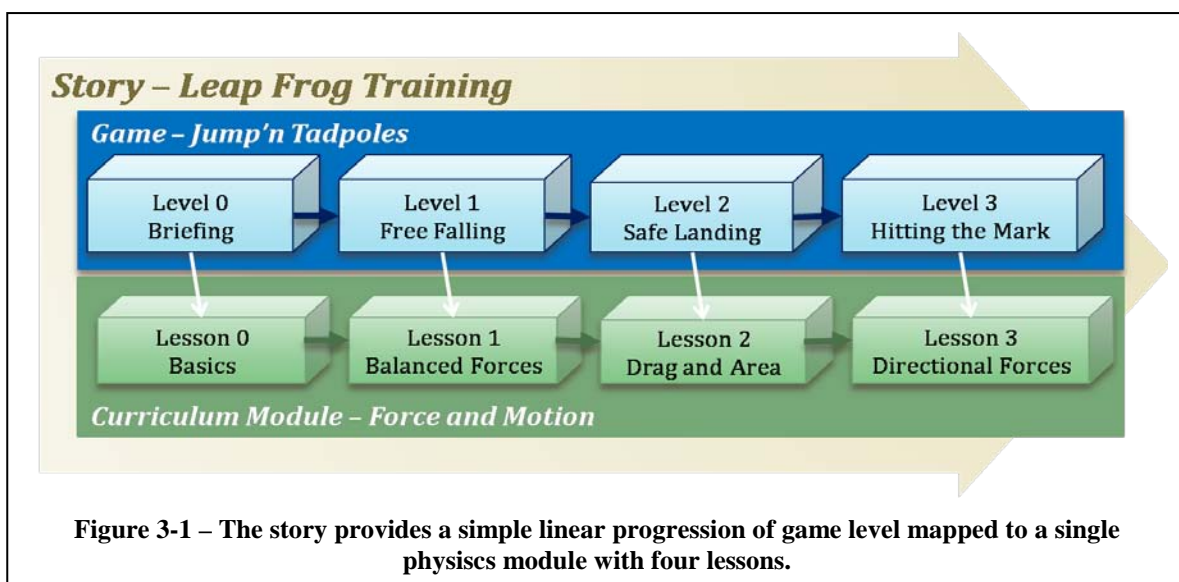 Story – Leap Frog Training
Game – Jump'n Tadpoles
Level 0
Briefing
Level 1
Free Falling
Level 2
Safe Landing
Level 3
Hitting the Mark
Lesson 0
Basics
Lesson 1
Balanced Forces
Lesson 2
Drag and Area
Lesson 3
Directional Forces
Curriculum Module – Force and Motion
Figure 3-1 – The story provides a simple linear progression of game level mapped to a single
physiscs module with four lessons.